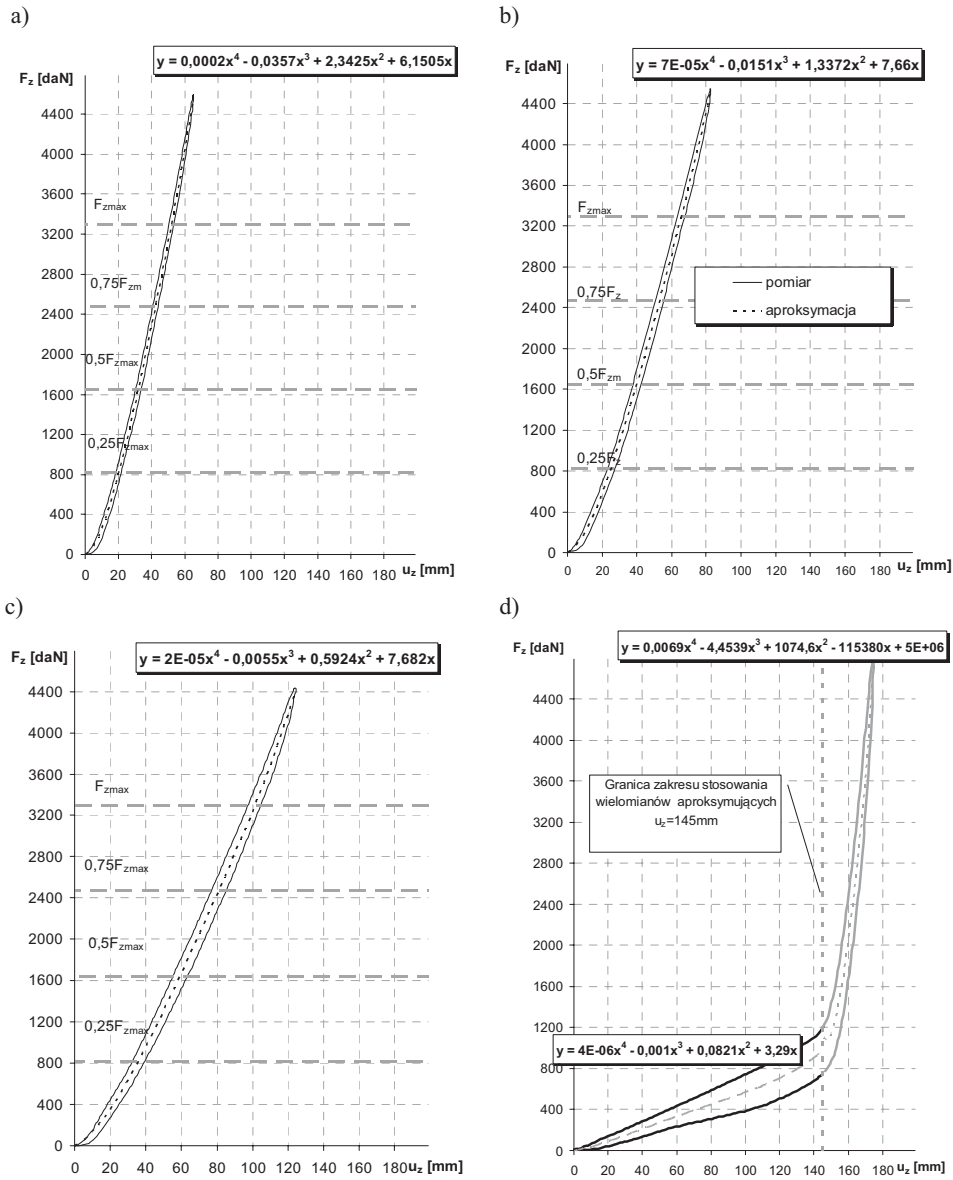 a)
y = 0,0002x⁴ - 0,0357x³ + 2,3425x² + 6,1505x
F_z [daN]
4400
4000
3600
F_zmax
3200
2800
0,75F_zm
2400
2000
0,5F_zmax
1600
1200
0,25F_zmax
800
400
0
0 20 40 60 80 100 120 140 160 180
u_z [mm]
b)
y = 7E-05x⁴ - 0,0151x³ + 1,3372x² + 7,66x
F_z [daN]
4400
4000
3600
F_zmax
3200
2800
pomiar
0,75F_z
2400
aproksymacja
2000
0,5F_zm
1600
1200
0,25F_z
800
400
0
0 20 40 60 80 100 120 140 160 180
u_z [mm]
c)
y = 2E-05x⁴ - 0,0055x³ + 0,5924x² + 7,682x
F_z [daN]
4400
4000
3600
F_zmax
3200
2800
0,75F_zmax
2400
2000
0,5F_zmax
1600
1200
0,25F_zmax
800
400
0
0 20 40 60 80 100 120 140 160 180
u_z [mm]
d)
y = 0,0069x⁴ - 4,4539x³ + 1074,6x² - 115380x + 5E+06
F_z [daN]
4400
4000
3600
Granica zakresu stosowania
wielomianów aproksymujących
u_z=145mm
3200
2800
2400
2000
1600
1200
y = 4E-06x⁴ - 0,001x³ + 0,0821x² + 3,29x
800
400
0
0 20 40 60 80 100 120 140 160 180
u_z [mm]